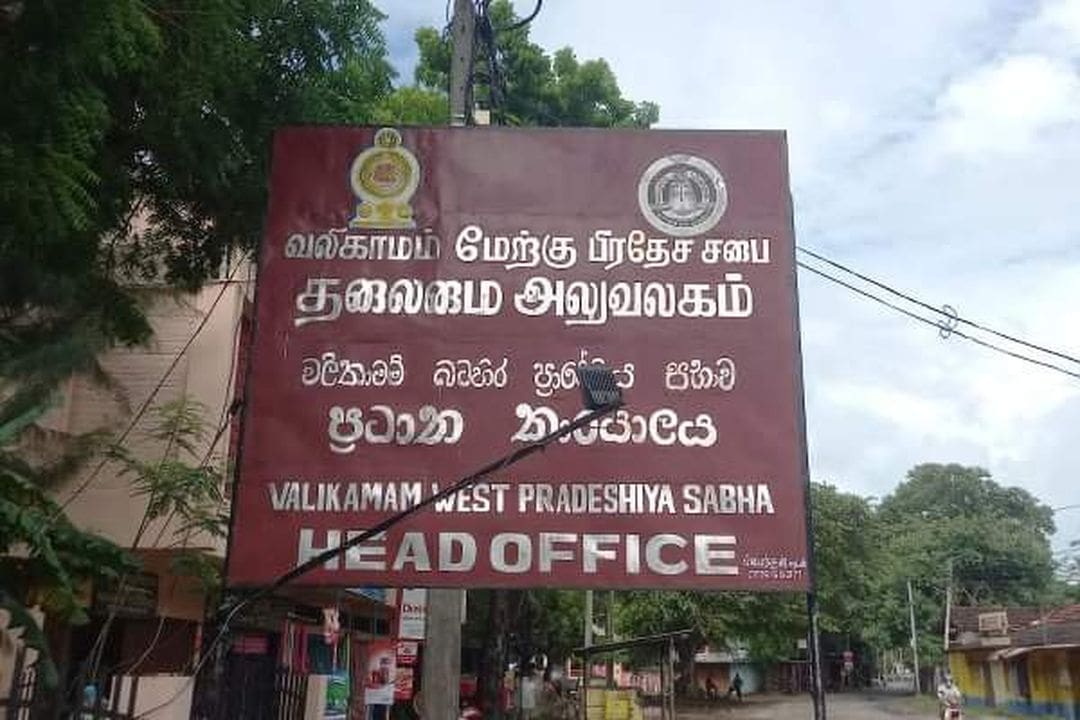 வலிகாமம் மேற்கு பிரதேச சபை
தலைமை அலுவலகம்
වලිකාමම් බටහිර ප්‍රාදේශීය සභාව
ප්‍රධාන කාර්යාලය
VALIKAMAM WEST PRADESHIYA SABHA
HEAD OFFICE